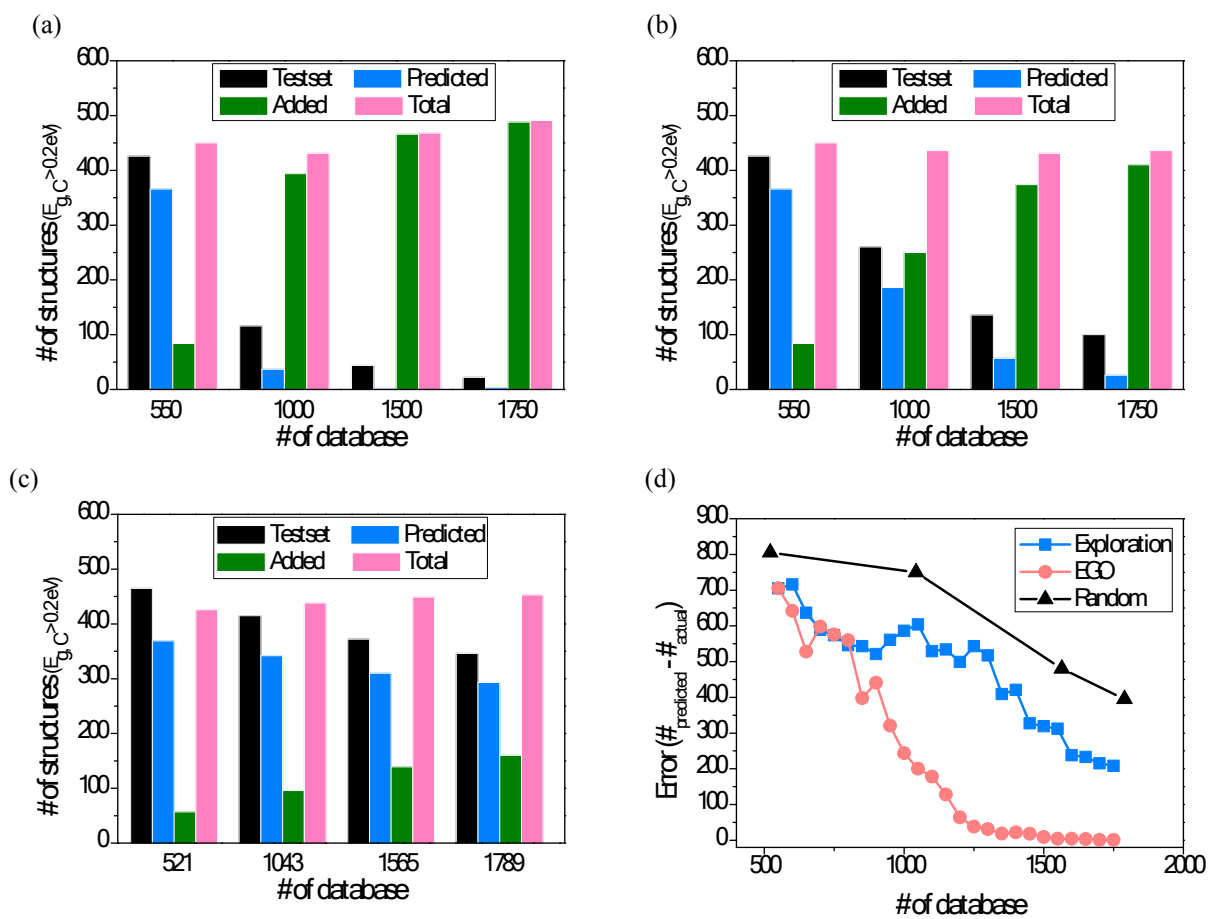 (a)
600
500
400
300
200
100
0
# of structures (E_g,C >0.2eV)
Testset
Predicted
Added
Total
550
1000
1500
1750
# of database
(b)
600
500
400
300
200
100
0
# of structures (E_g,C >0.2eV)
Testset
Predicted
Added
Total
550
1000
1500
1750
# of database
(c)
600
500
400
300
200
100
0
# of structures (E_g,C >0.2eV)
Testset
Predicted
Added
Total
521
1043
1565
1789
# of database
(d)
900
800
700
600
500
400
300
200
100
0
Error (#predicted - #actual)
Exploration
EGO
Random
500
1000
1500
2000
# of database